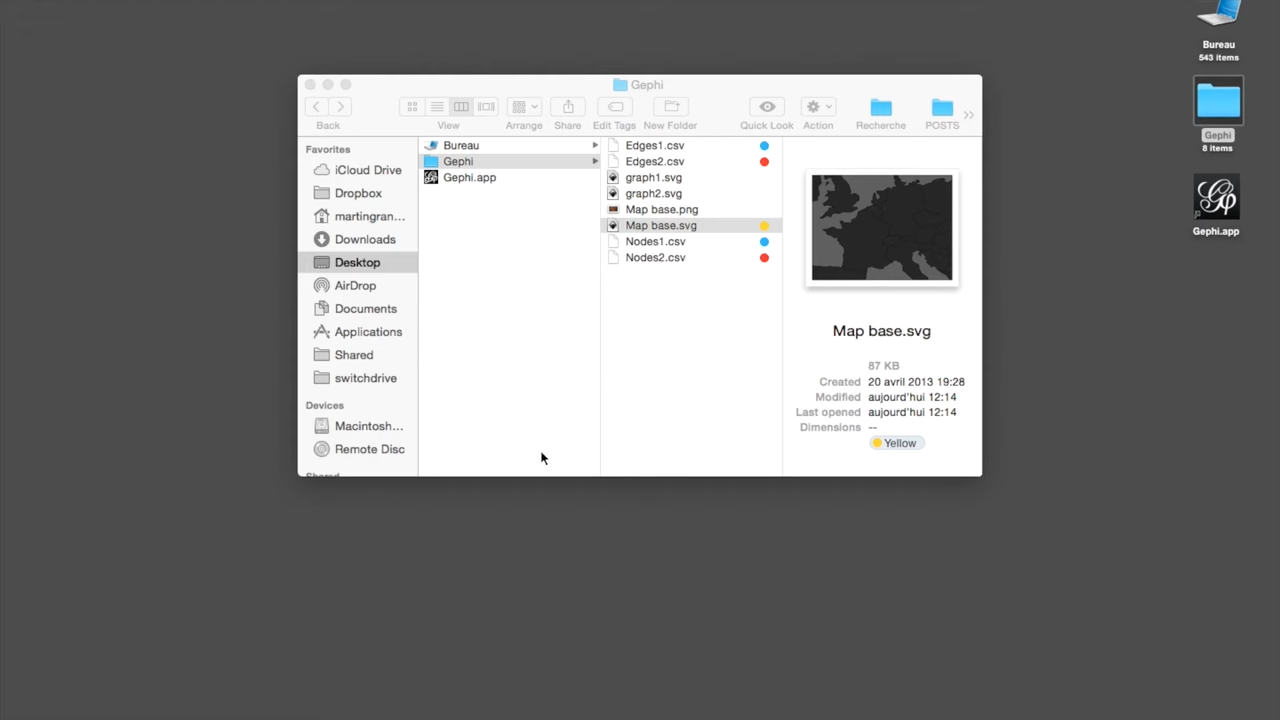 Gephi
Back
View
Arrange
Share
Edit Tags
New Folder
Quick Look
Action
Recherche
POSTS
Favorites
iCloud Drive
Dropbox
martingran...
Downloads
Desktop
AirDrop
Documents
Applications
Shared
switchdrive
Devices
Macintosh...
Remote Disc
Shared
Bureau
Gephi
Gephi.app
Edges1.csv
Edges2.csv
graph1.svg
graph2.svg
Map base.png
Map base.svg
Nodes1.csv
Nodes2.csv
Map base.svg
87 KB
Created 20 avril 2013 19:28
Modified aujourd'hui 12:14
Last opened aujourd'hui 12:14
Dimensions --
Yellow
Bureau
543 items
Gephi
8 items
Gp
Gephi.app